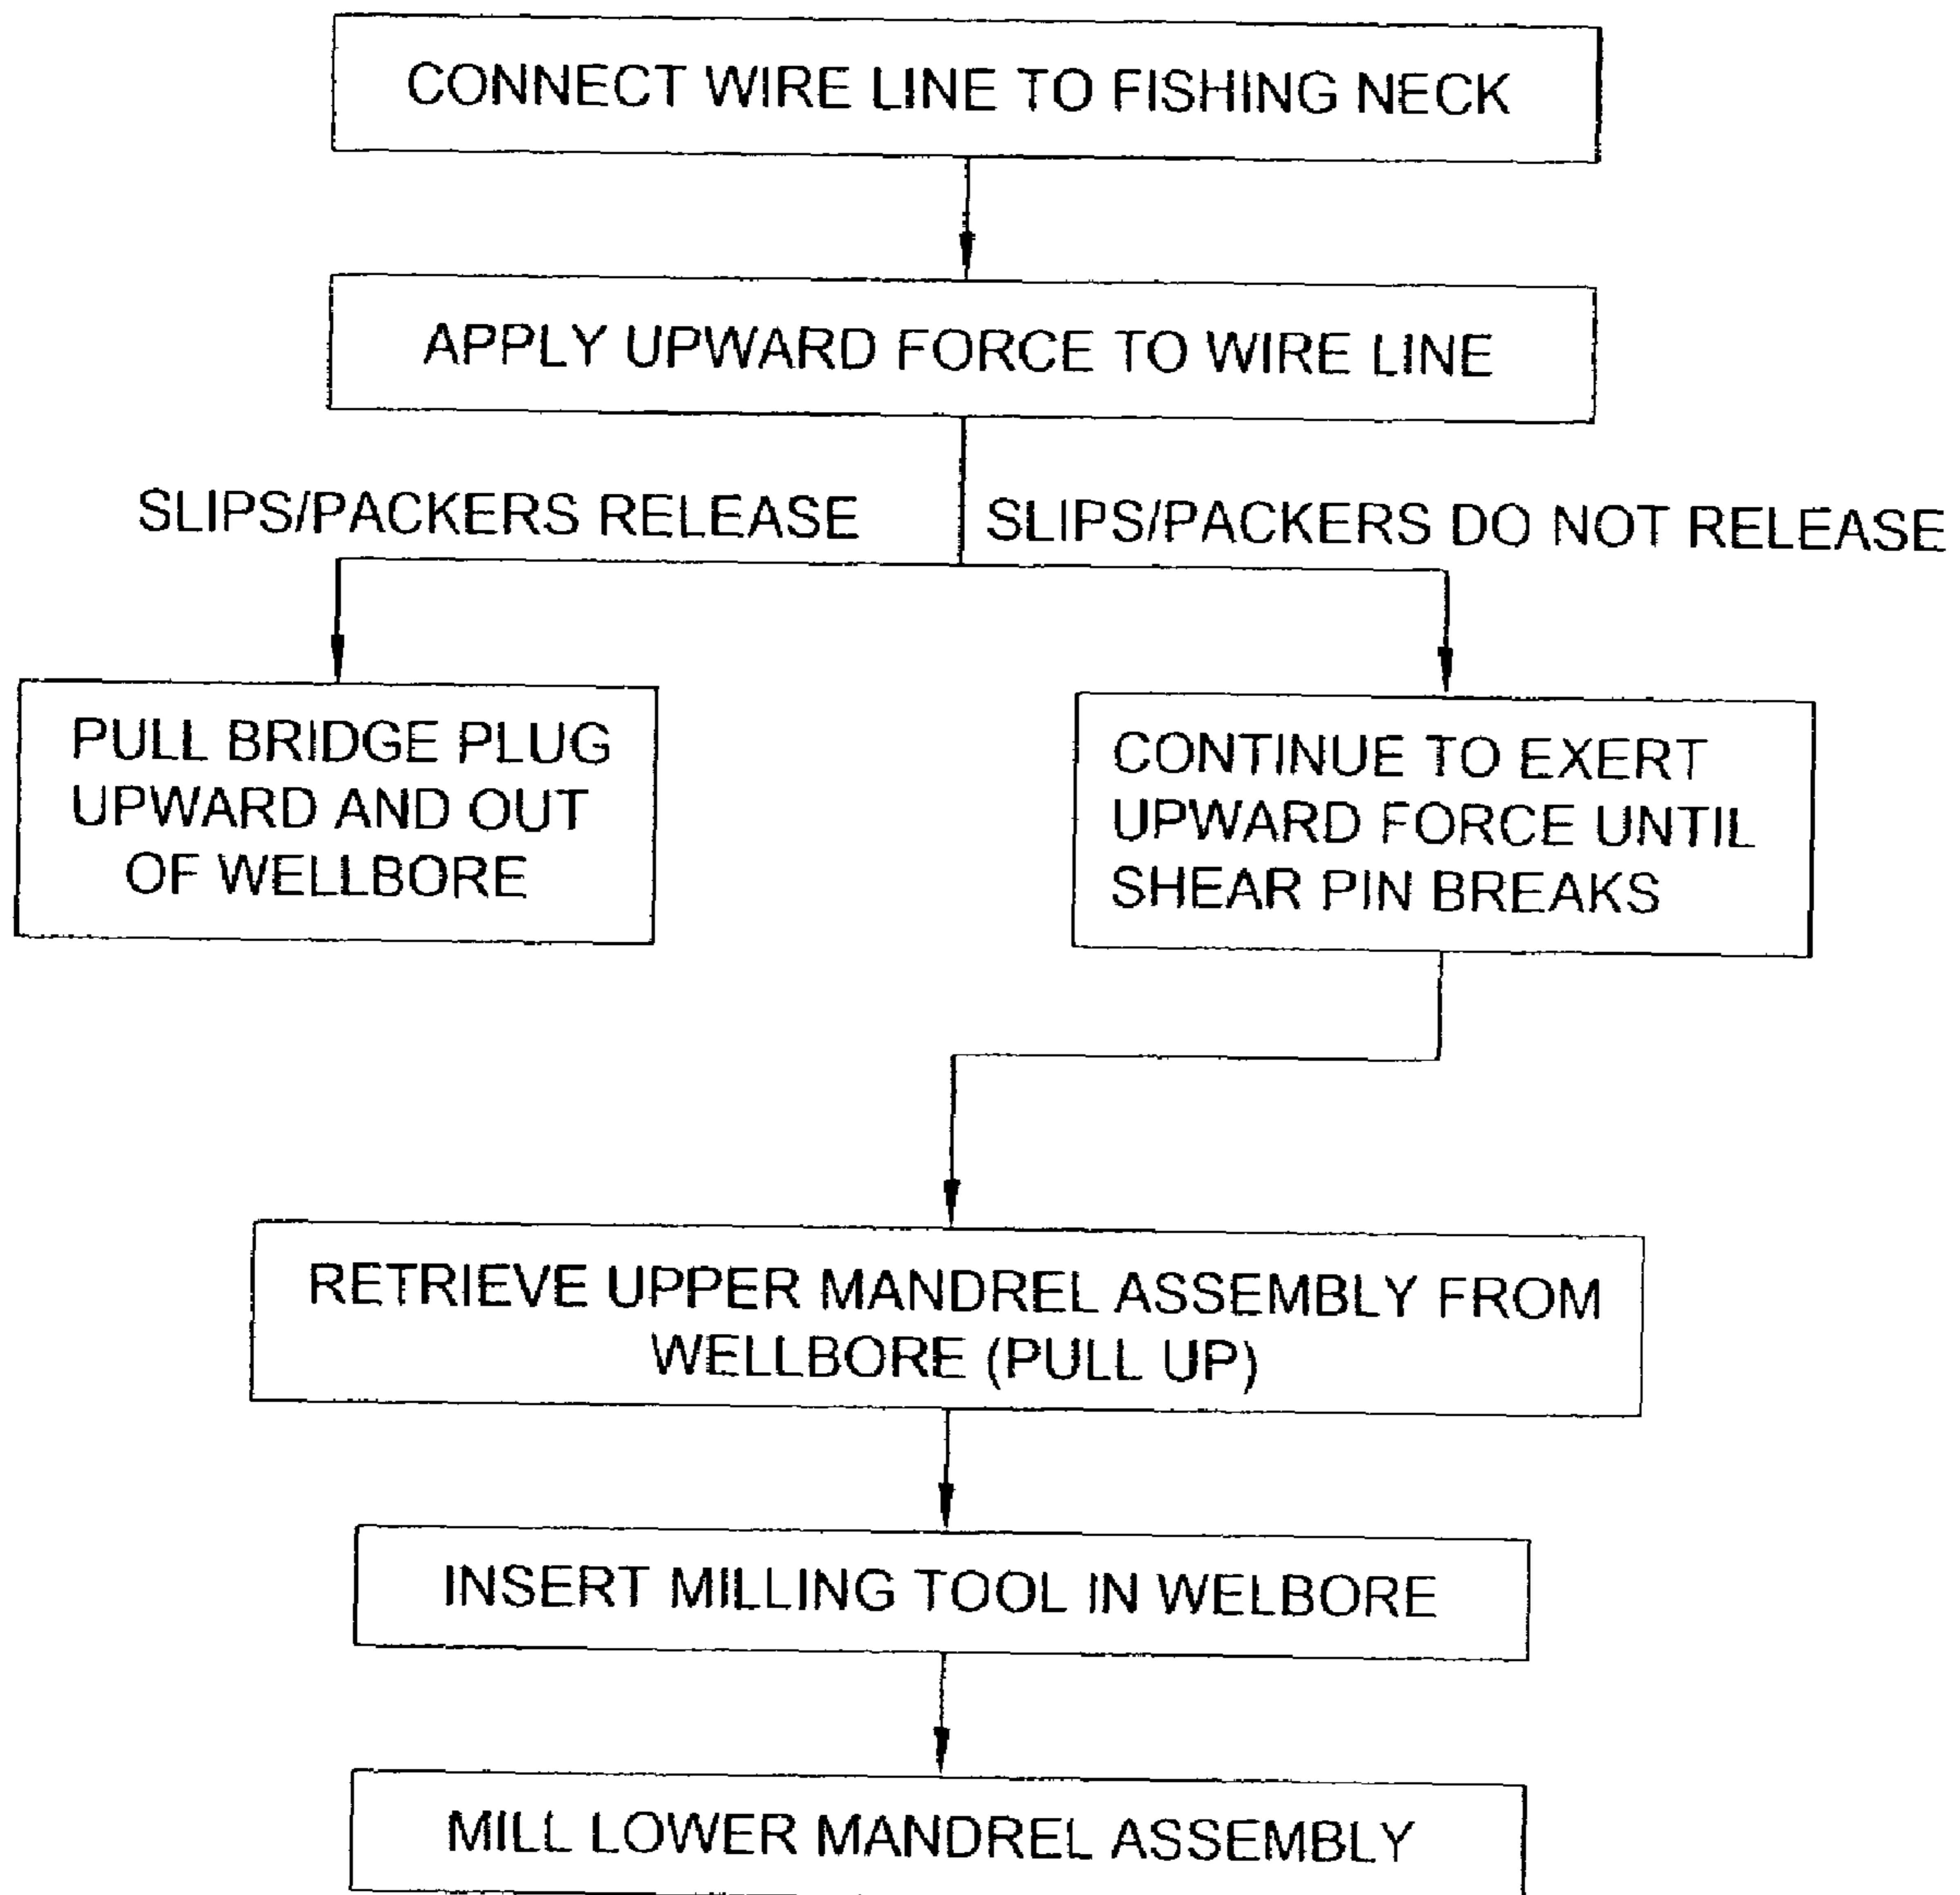 CONNECT WIRE LINE TO FISHING NECK
APPLY UPWARD FORCE TO WIRE LINE
SLIPS/PACKERS RELEASE
SLIPS/PACKERS DO NOT RELEASE
PULL BRIDGE PLUG
UPWARD AND OUT
OF WELLBORE
CONTINUE TO EXERT
UPWARD FORCE UNTIL
SHEAR PIN BREAKS
RETRIEVE UPPER MANDREL ASSEMBLY FROM
WELLBORE (PULL UP)
INSERT MILLING TOOL IN WELBORE
MILL LOWER MANDREL ASSEMBLY